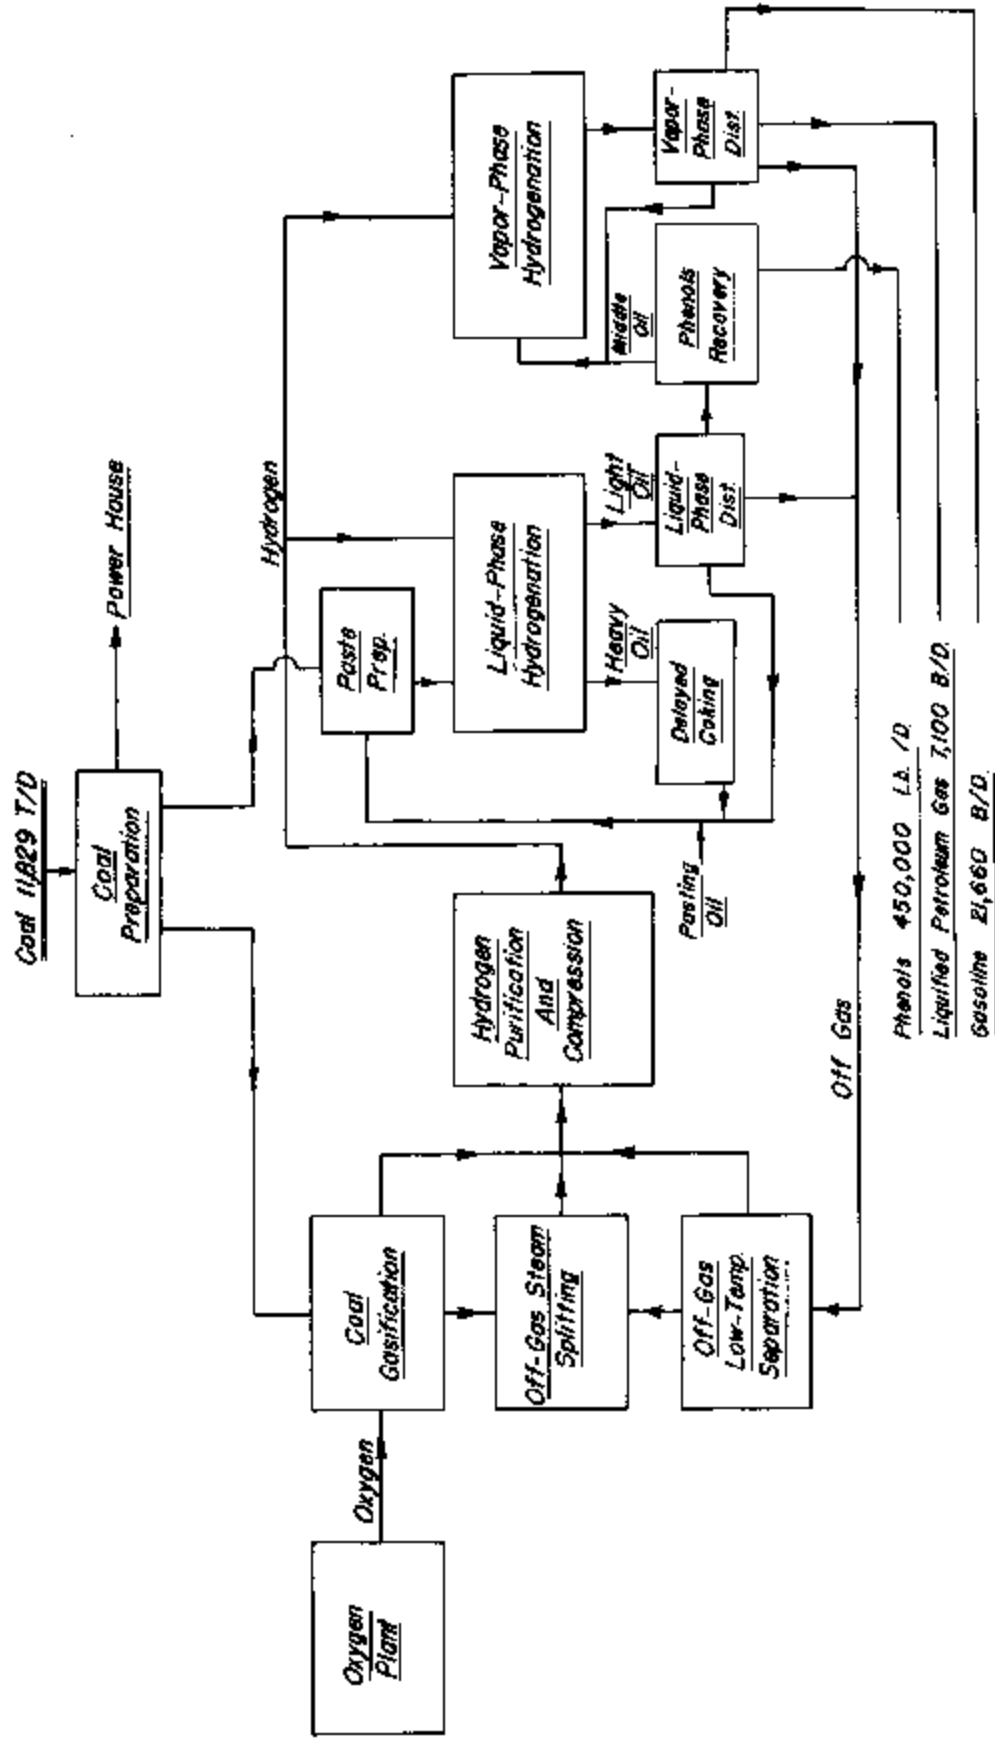 Coal 11,829 T/D
Coal
Preparation
Power House
Hydrogen
Oxygen
Plant
Oxygen
Coal
Gasification
Off-Gas Steam
Splitting
Off-Gas
Low-Temp.
Separation
Hydrogen
Purification
And
Compression
Paste
Prep.
Liquid-Phase
Hydrogenation
Vapor-Phase
Hydrogenation
Heavy
Oil
Light
Oil
Middle
Oil
Delayed
Coking
Liquid-
Phase
Dist.
Phenols
Recovery
Vapor-
Phase
Dist.
Pasting
Oil
Off Gas
Phenols 450,000 Lb. /D.
Liquified Petroleum Gas 7,100 B/D.
Gasoline 21,660 B/D.